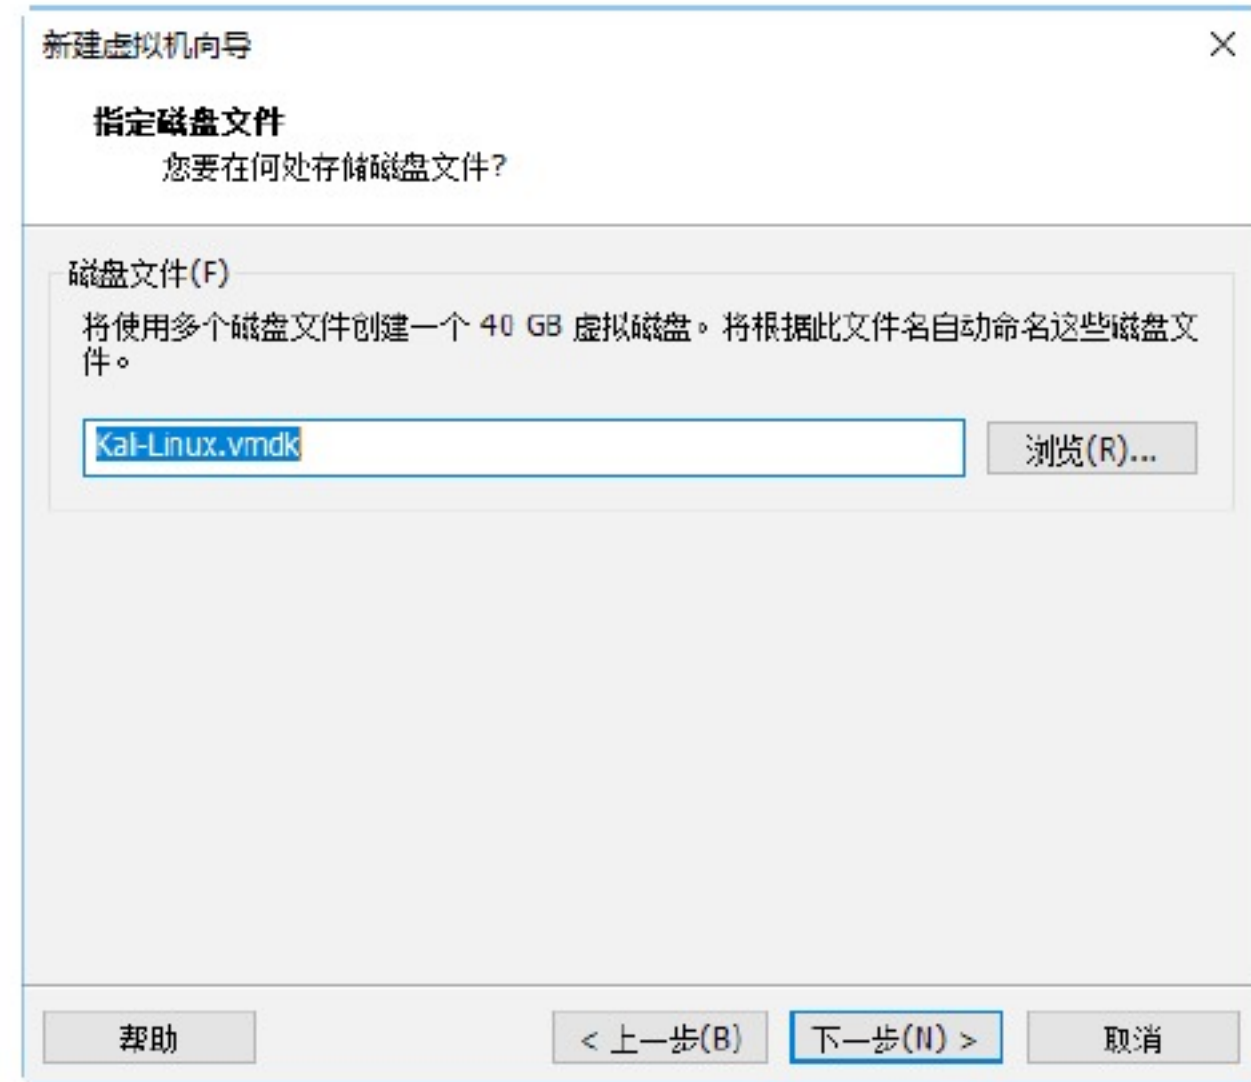 新建虚拟机向导
指定磁盘文件
您要在何处存储磁盘文件?
磁盘文件(F)
将使用多个磁盘文件创建一个 40 GB 虚拟磁盘。将根据此文件名自动命名这些磁盘文
件。
Kali-Linux.vmdk
浏览(R)...
帮助
< 上一步(B)
下一步(N) >
取消